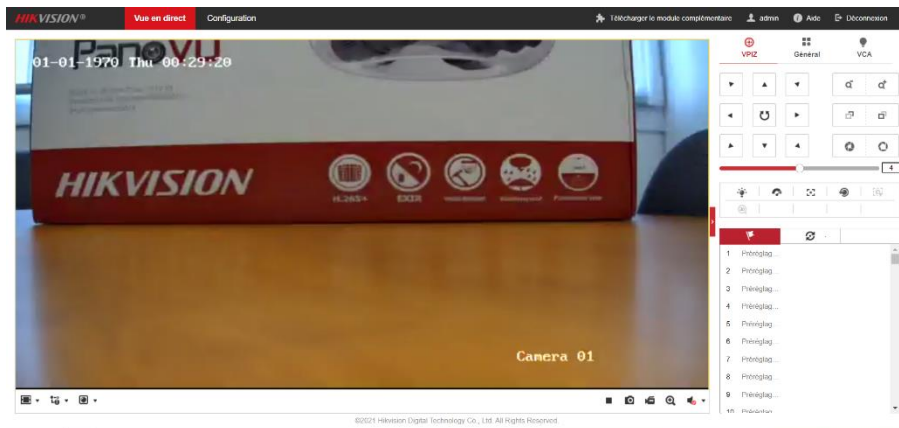 HIKVISION® Vue en direct Configuration Télécharger le module complémentaire admin Aide Déconnexion
PanoVU
01-01-1970 Thu 00:29:20
HIKVISION
H.265+ EXIR
Camera 01
VPIZ Général VCA
4
1 Préréglag...
2 Préréglag...
3 Préréglag...
4 Préréglag...
5 Préréglag...
6 Préréglag...
7 Préréglag...
8 Préréglag...
9 Préréglag...
10 Préréglag...
©2021 Hikvision Digital Technology Co., Ltd. All Rights Reserved.